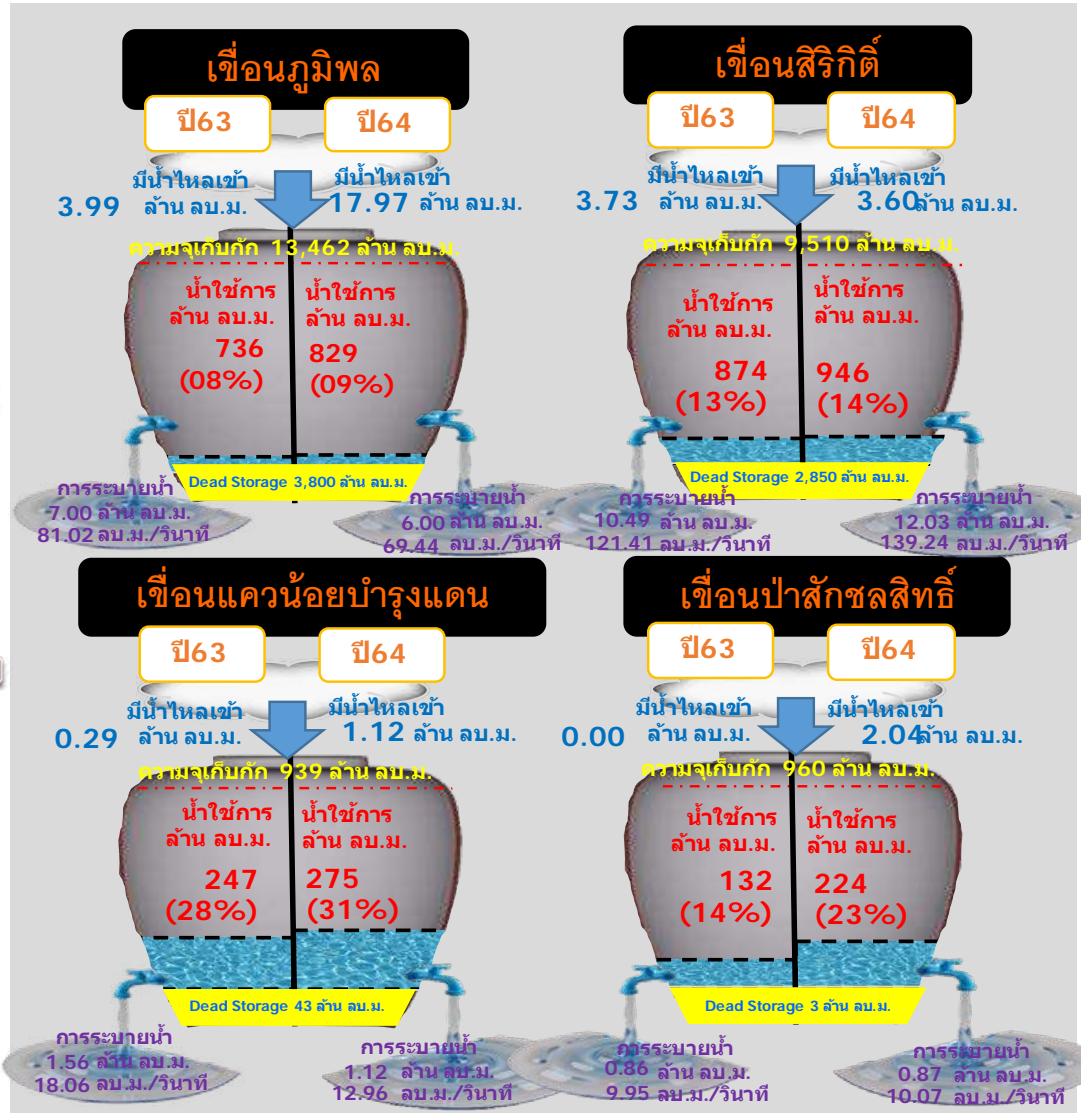 เขื่อนภูมิพล
ปี63
ปี64
มีน้ำไหลเข้า
3.99 ล้าน ลบ.ม.
มีน้ำไหลเข้า
17.97 ล้าน ลบ.ม.
ความจุเก็บกัก 13,462 ล้าน ลบ.ม.
น้ำใช้การ
ล้าน ลบ.ม.
736
(08%)
น้ำใช้การ
ล้าน ลบ.ม.
829
(09%)
Dead Storage 3,800 ล้าน ลบ.ม.
การระบายน้ำ
7.00 ล้าน ลบ.ม.
81.02 ลบ.ม./วินาที
การระบายน้ำ
6.00 ล้าน ลบ.ม.
69.44 ลบ.ม./วินาที
เขื่อนสิริกิติ์
ปี63
ปี64
มีน้ำไหลเข้า
3.73 ล้าน ลบ.ม.
มีน้ำไหลเข้า
3.60 ล้าน ลบ.ม.
ความจุเก็บกัก 9,510 ล้าน ลบ.ม.
น้ำใช้การ
ล้าน ลบ.ม.
874
(13%)
น้ำใช้การ
ล้าน ลบ.ม.
946
(14%)
Dead Storage 2,850 ล้าน ลบ.ม.
การระบายน้ำ
10.49 ล้าน ลบ.ม.
121.41 ลบ.ม./วินาที
การระบายน้ำ
12.03 ล้าน ลบ.ม.
139.24 ลบ.ม./วินาที
เขื่อนแควน้อยบำรุงแดน
ปี63
ปี64
มีน้ำไหลเข้า
0.29 ล้าน ลบ.ม.
มีน้ำไหลเข้า
1.12 ล้าน ลบ.ม.
ความจุเก็บกัก 939 ล้าน ลบ.ม.
น้ำใช้การ
ล้าน ลบ.ม.
247
(28%)
น้ำใช้การ
ล้าน ลบ.ม.
275
(31%)
Dead Storage 43 ล้าน ลบ.ม.
การระบายน้ำ
1.56 ล้าน ลบ.ม.
18.06 ลบ.ม./วินาที
การระบายน้ำ
1.12 ล้าน ลบ.ม.
12.96 ลบ.ม./วินาที
เขื่อนป่าสักชลสิทธิ์
ปี63
ปี64
มีน้ำไหลเข้า
0.00 ล้าน ลบ.ม.
มีน้ำไหลเข้า
2.04 ล้าน ลบ.ม.
ความจุเก็บกัก 960 ล้าน ลบ.ม.
น้ำใช้การ
ล้าน ลบ.ม.
132
(14%)
น้ำใช้การ
ล้าน ลบ.ม.
224
(23%)
Dead Storage 3 ล้าน ลบ.ม.
การระบายน้ำ
0.86 ล้าน ลบ.ม.
9.95 ลบ.ม./วินาที
การระบายน้ำ
0.87 ล้าน ลบ.ม.
10.07 ลบ.ม./วินาที